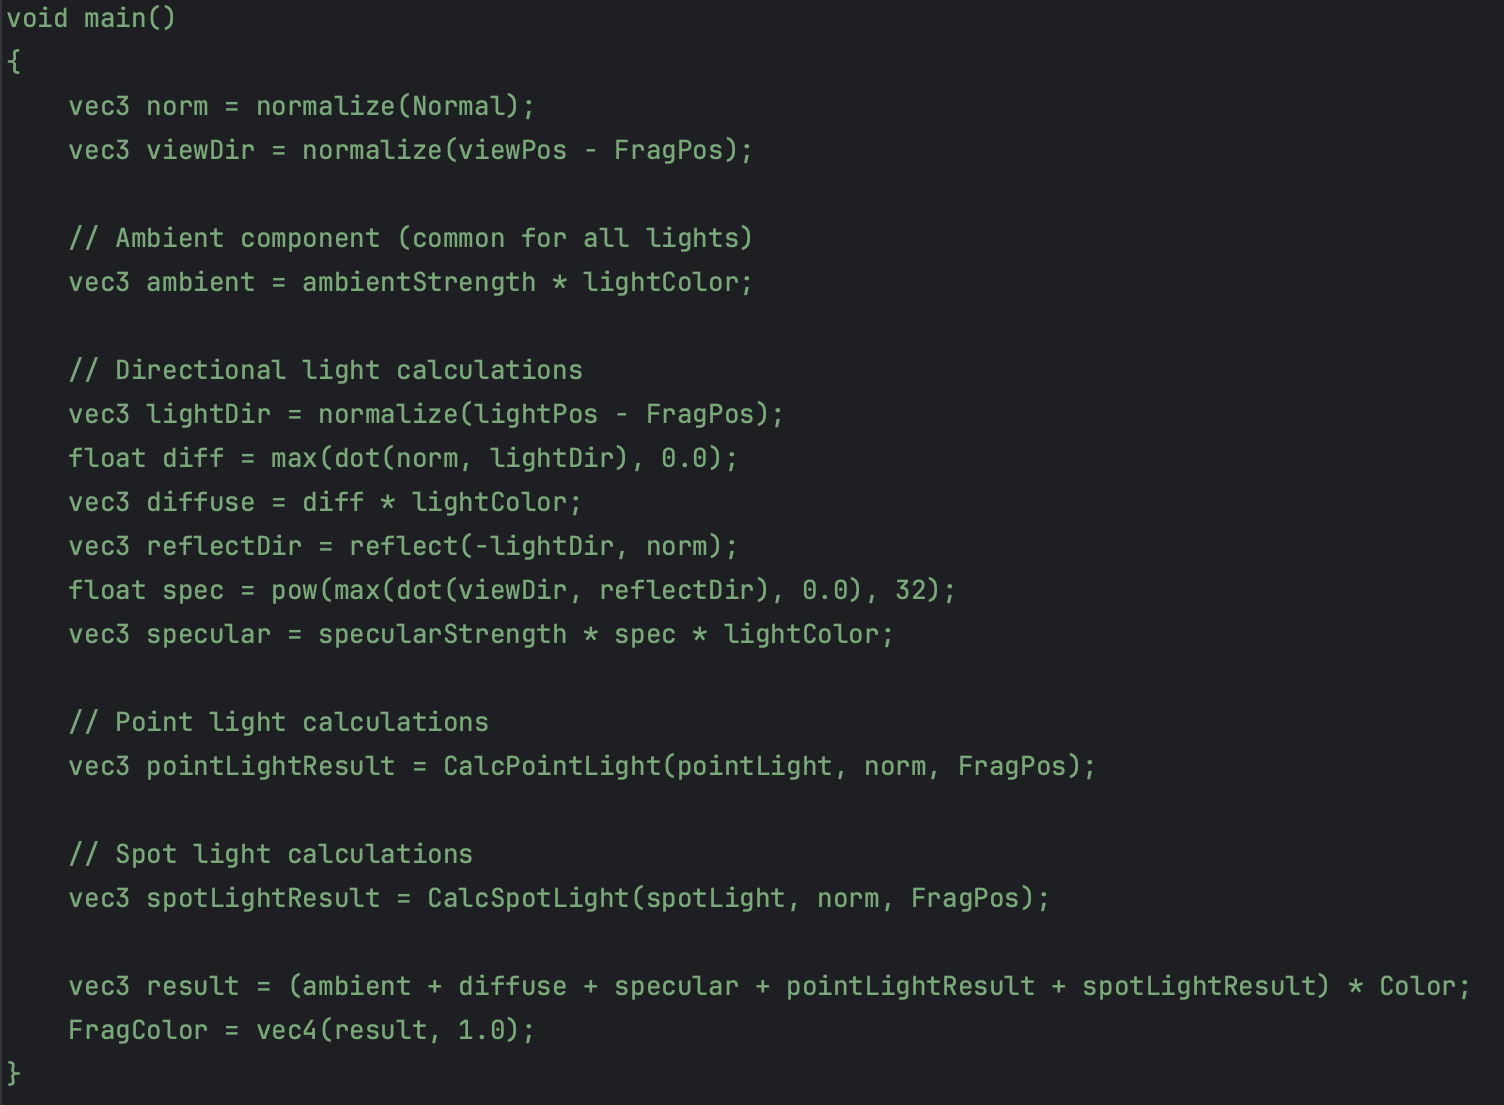 void main()
{
    vec3 norm = normalize(Normal);
    vec3 viewDir = normalize(viewPos - FragPos);

    // Ambient component (common for all lights)
    vec3 ambient = ambientStrength * lightColor;

    // Directional light calculations
    vec3 lightDir = normalize(lightPos - FragPos);
    float diff = max(dot(norm, lightDir), 0.0);
    vec3 diffuse = diff * lightColor;
    vec3 reflectDir = reflect(-lightDir, norm);
    float spec = pow(max(dot(viewDir, reflectDir), 0.0), 32);
    vec3 specular = specularStrength * spec * lightColor;

    // Point light calculations
    vec3 pointLightResult = CalcPointLight(pointLight, norm, FragPos);

    // Spot light calculations
    vec3 spotLightResult = CalcSpotLight(spotLight, norm, FragPos);

    vec3 result = (ambient + diffuse + specular + pointLightResult + spotLightResult) * Color;
    FragColor = vec4(result, 1.0);
}